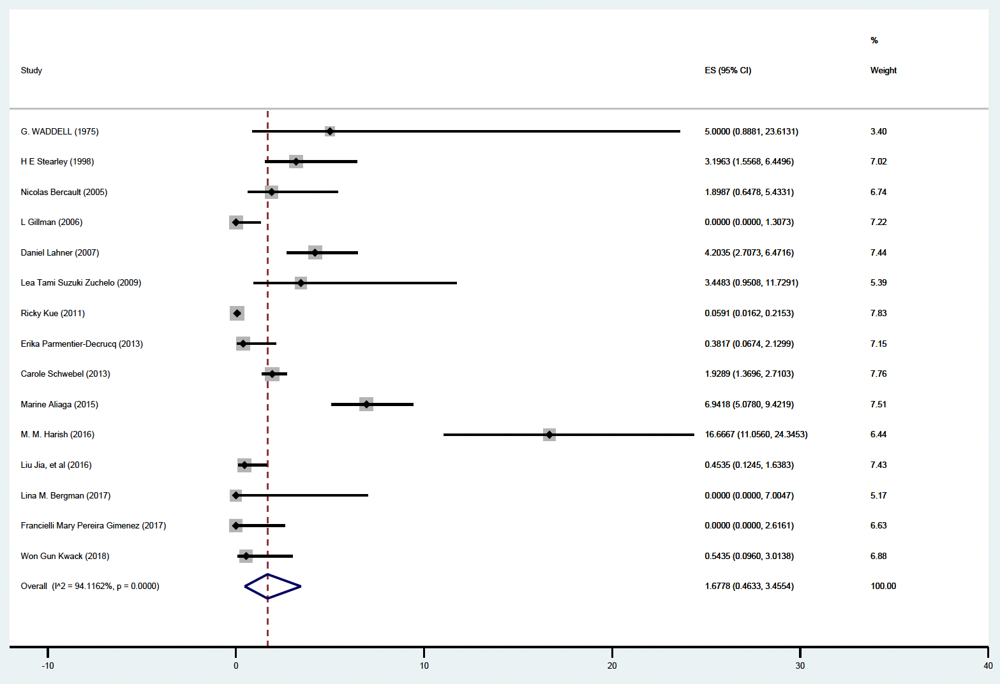 %
Study ES (95% CI) Weight
G. WADDELL (1975) 5.0000 (0.8881, 23.6131) 3.40
H E Stearley (1998) 3.1963 (1.5568, 6.4496) 7.02
Nicolas Bercault (2005) 1.8987 (0.6478, 5.4331) 6.74
L Gillman (2006) 0.0000 (0.0000, 1.3073) 7.22
Daniel Lahner (2007) 4.2035 (2.7073, 6.4716) 7.44
Lea Tami Suzuki Zuchelo (2009) 3.4483 (0.9508, 11.7291) 5.39
Ricky Kue (2011) 0.0591 (0.0162, 0.2153) 7.83
Erika Parmentier-Decrucq (2013) 0.3817 (0.0674, 2.1299) 7.15
Carole Schwebel (2013) 1.9289 (1.3696, 2.7103) 7.76
Marine Aliaga (2015) 6.9418 (5.0780, 9.4219) 7.51
M. M. Harish (2016) 16.6667 (11.0560, 24.3453) 6.44
Liu Jia, et al (2016) 0.4535 (0.1245, 1.6383) 7.43
Lina M. Bergman (2017) 0.0000 (0.0000, 7.0047) 5.17
Francielli Mary Pereira Gimenez (2017) 0.0000 (0.0000, 2.6161) 6.63
Won Gun Kwack (2018) 0.5435 (0.0960, 3.0138) 6.88
Overall (I^2 = 94.1162%, p = 0.0000) 1.6778 (0.4633, 3.4554) 100.00
-10 0 10 20 30 40